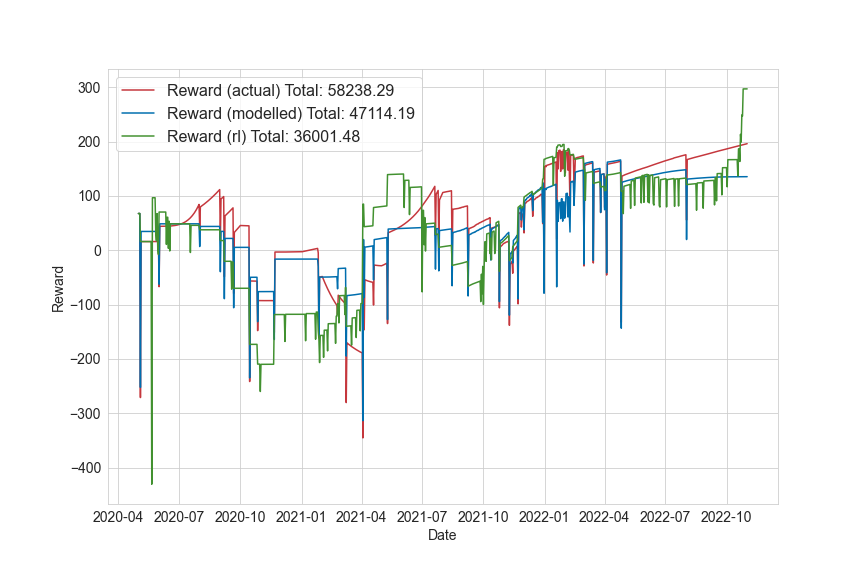 Reward (actual) Total: 58238.29
Reward (modelled) Total: 47114.19
Reward (rl) Total: 36001.48
300
200
100
0
−100
−200
−300
−400
Reward
2020-04 2020-07 2020-10 2021-01 2021-04 2021-07 2021-10 2022-01 2022-04 2022-07 2022-10
Date